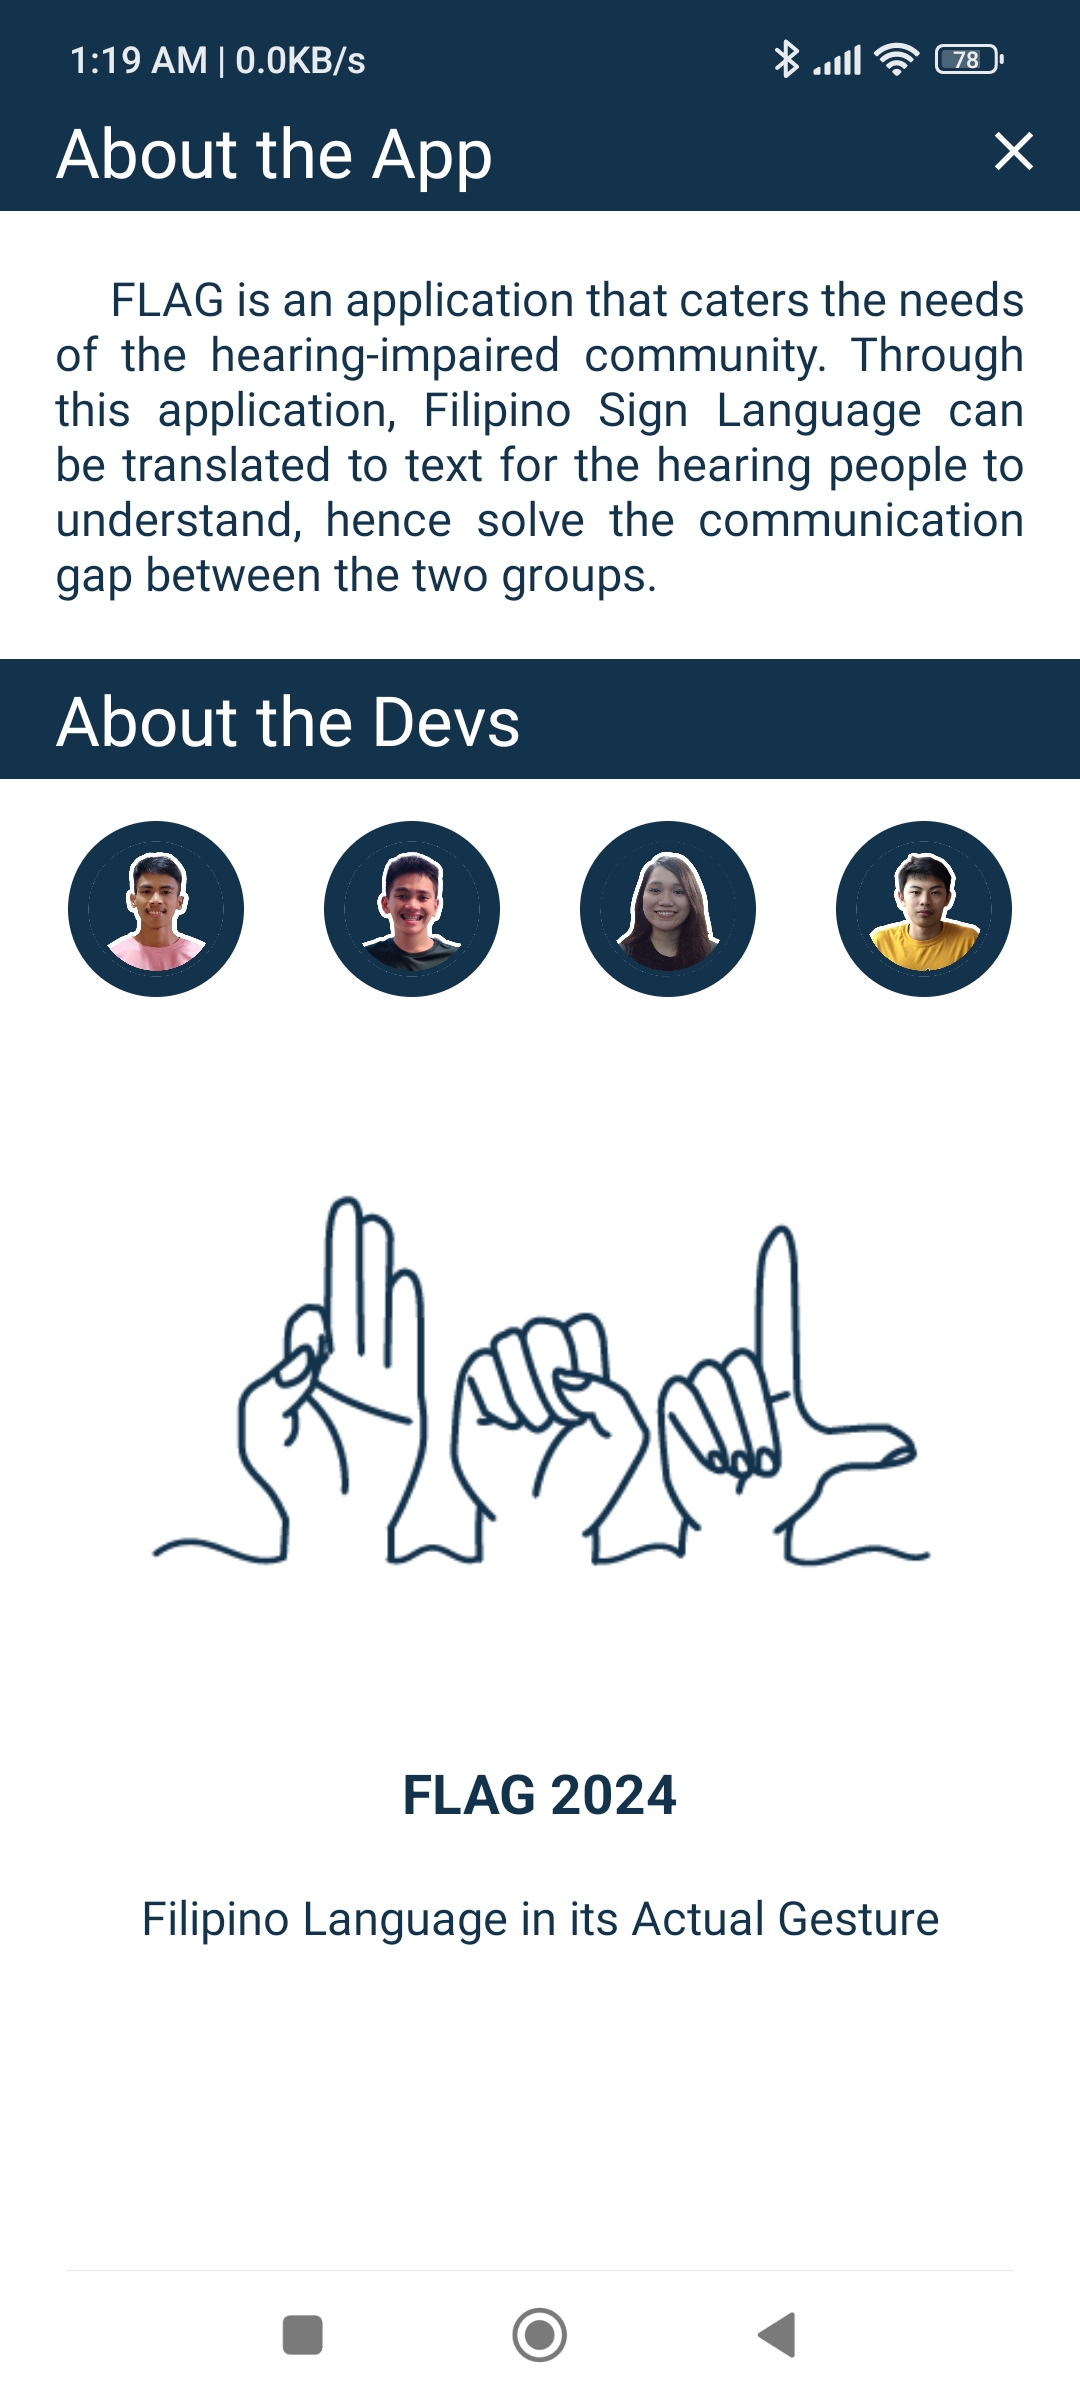 1:19 AM | 0.0KB/s
78
About the App
FLAG is an application that caters the needs
of the hearing-impaired community. Through
this application, Filipino Sign Language can
be translated to text for the hearing people to
understand, hence solve the communication
gap between the two groups.
About the Devs
FLAG 2024
Filipino Language in its Actual Gesture